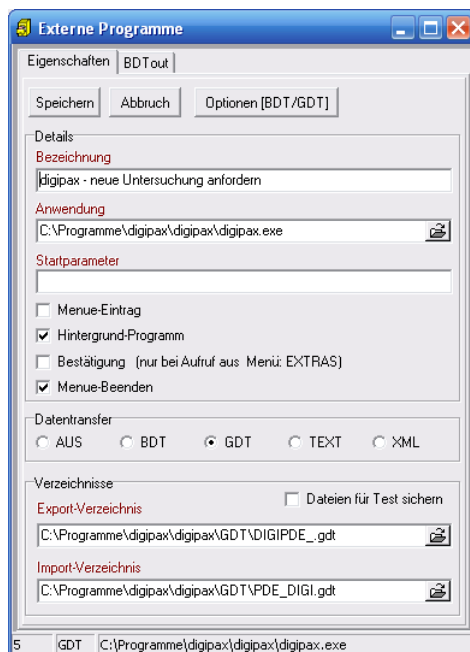 Externe Programme
Eigenschaften BDTout
Speichern Abbruch Optionen [BDT/GDT]
Details
Bezeichnung
digipax - neue Untersuchung anfordern
Anwendung
C:\Programme\digipax\digipax\digipax.exe
Startparameter
Menue-Eintrag
Hintergrund-Programm
Bestätigung (nur bei Aufruf aus Menü: EXTRAS)
Menue-Beenden
Datentransfer
AUS BDT GDT TEXT XML
Verzeichnisse
Dateien für Test sichern
Export-Verzeichnis
C:\Programme\digipax\digipax\GDT\DIGIPDE_.gdt
Import-Verzeichnis
C:\Programme\digipax\digipax\GDT\PDE_DIGI.gdt
5 GDT C:\Programme\digipax\digipax\digipax.exe